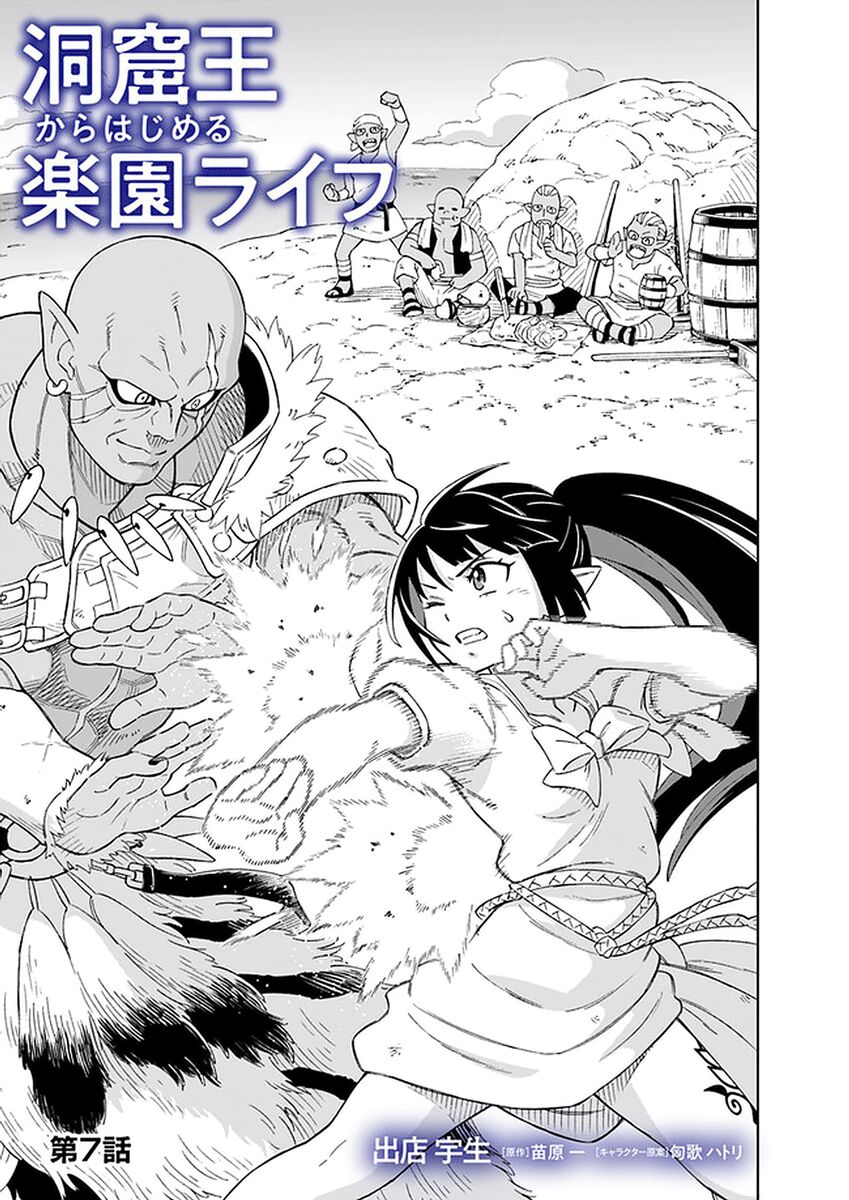 洞窟王
からはじめる
楽園ライフ
第7話
出店 宇生 [原作]苗原 一 [キャラクター原案]匈歌 ハトリ